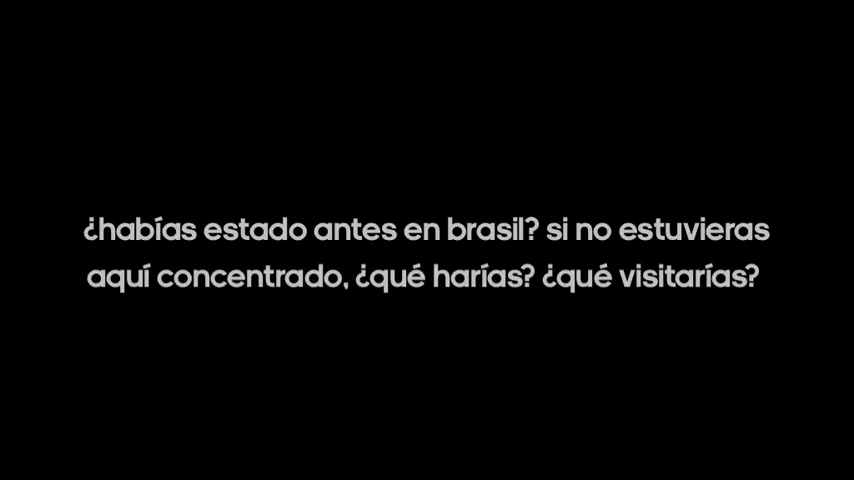 ¿habías estado antes en brasil? si no estuvieras
aquí concentrado, ¿qué harías? ¿qué visitarías?